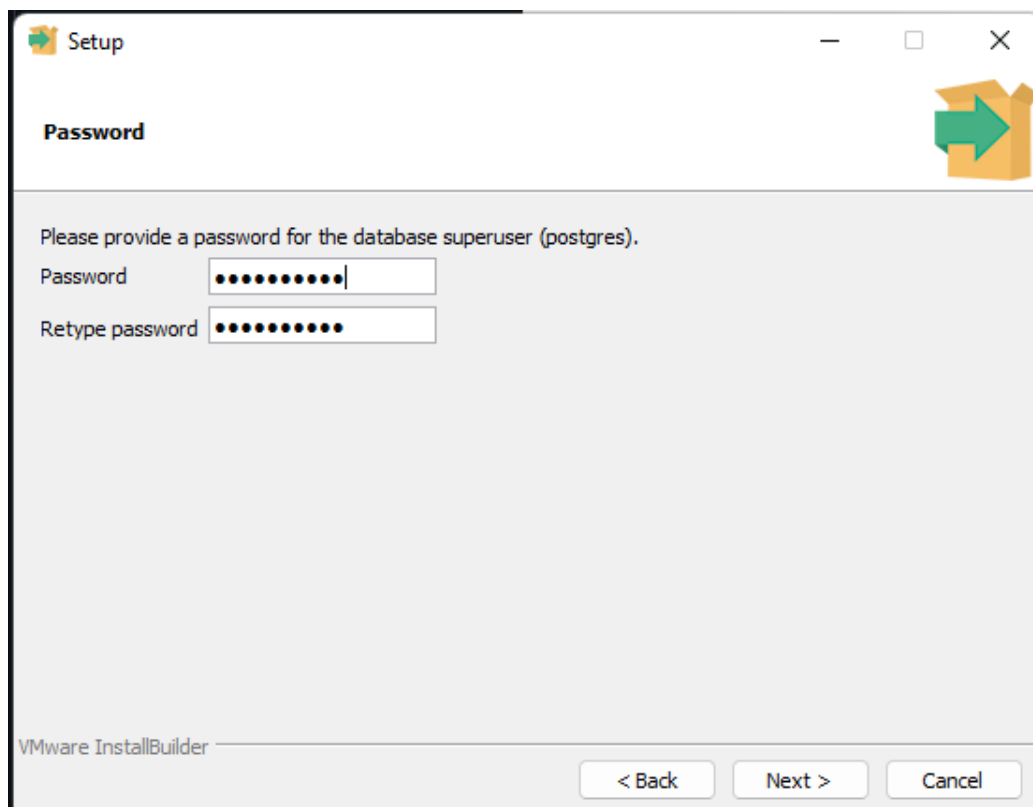 Setup
Password
Please provide a password for the database superuser (postgres).
Password ●●●●●●●●●●
Retype password ●●●●●●●●●●
VMware InstallBuilder
< Back Next > Cancel